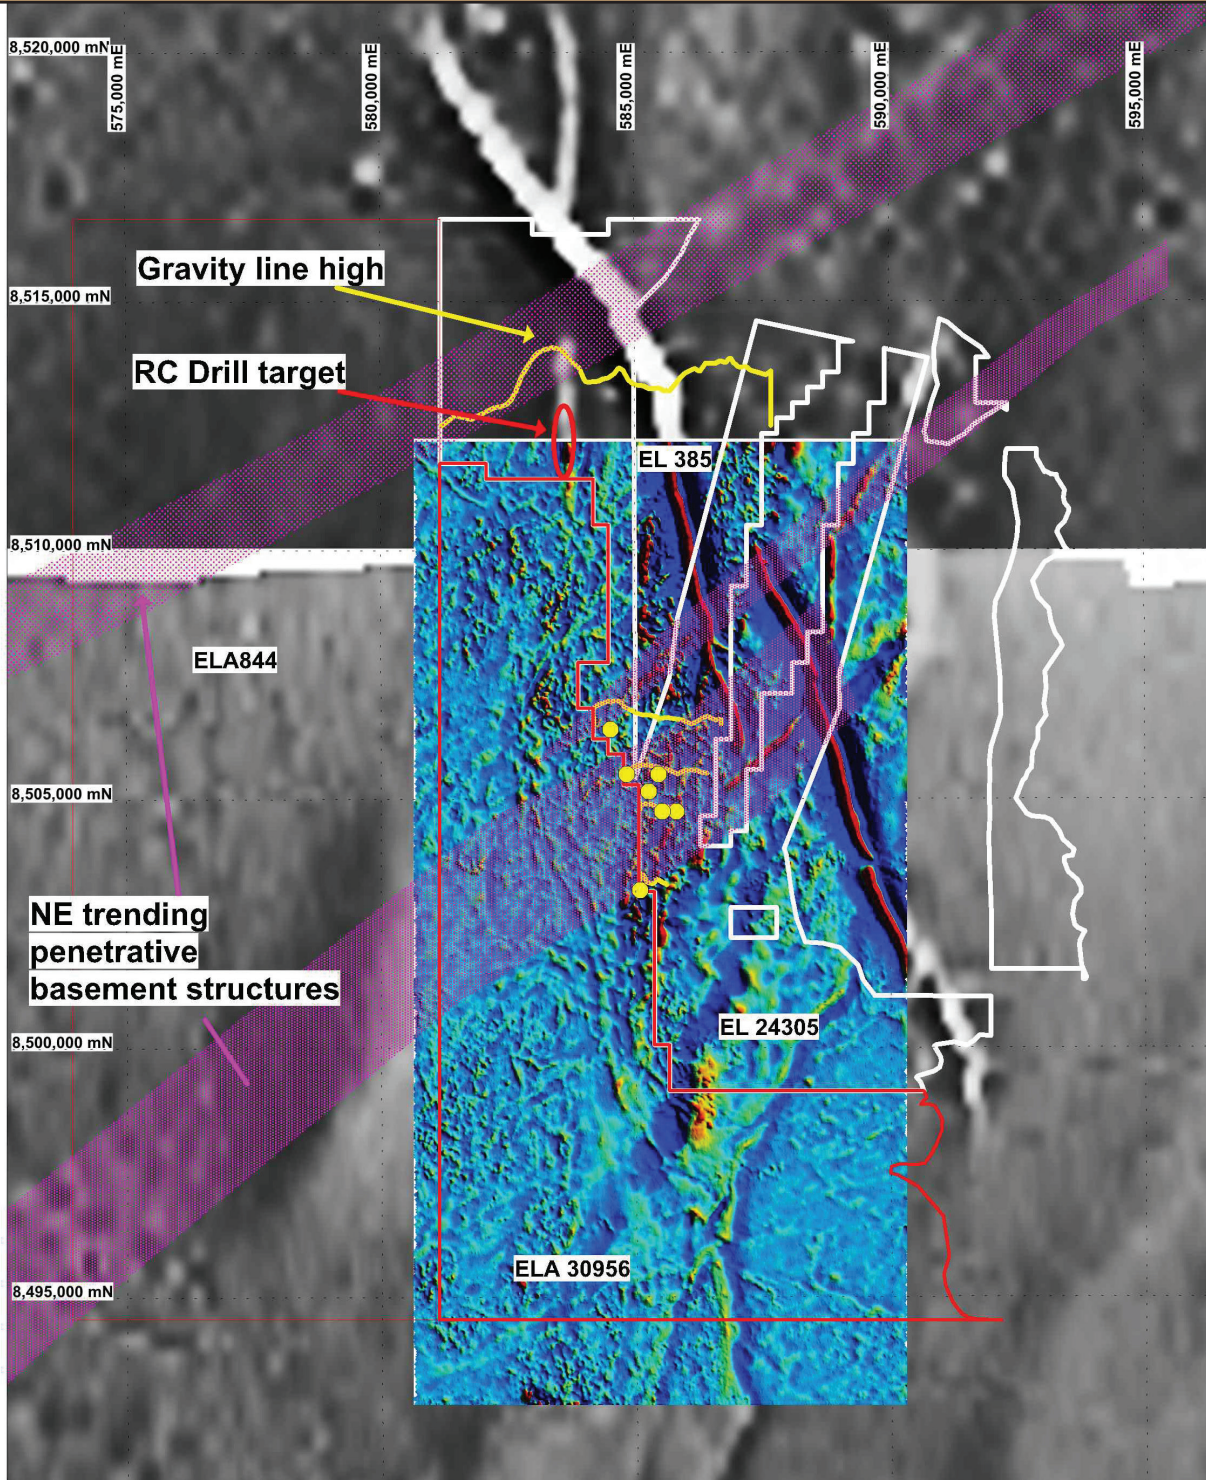 8,520,000 mN
575,000 mE
580,000 mE
585,000 mE
590,000 mE
595,000 mE
Gravity line high
8,515,000 mN
RC Drill target
EL 385
8,510,000 mN
ELA844
8,505,000 mN
NE trending
penetrative
basement structures
EL 24305
8,500,000 mN
ELA 30956
8,495,000 mN